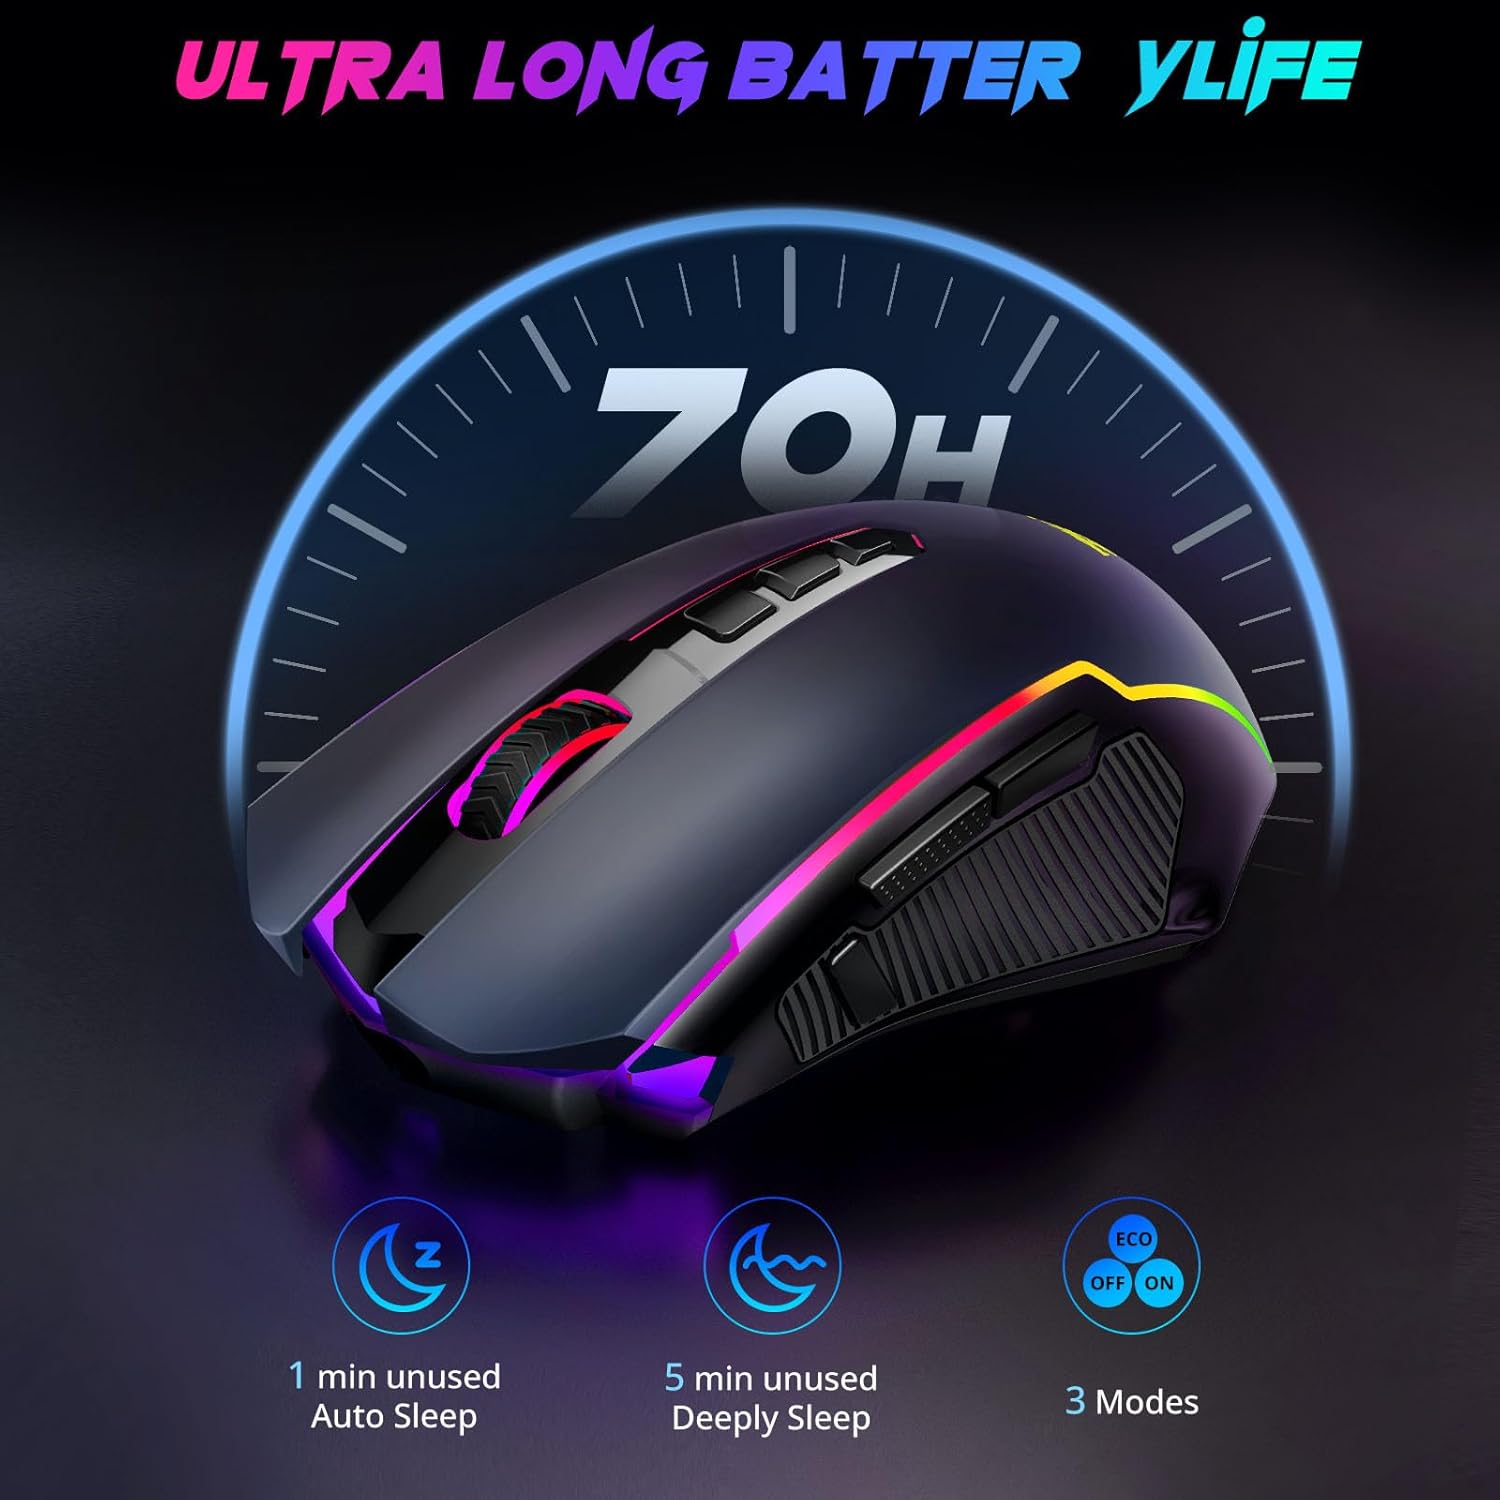 ULTRA LONG BATTER YLIFE
70H
Z
ECO
OFF ON
1 min unused
Auto Sleep
5 min unused
Deeply Sleep
3 Modes